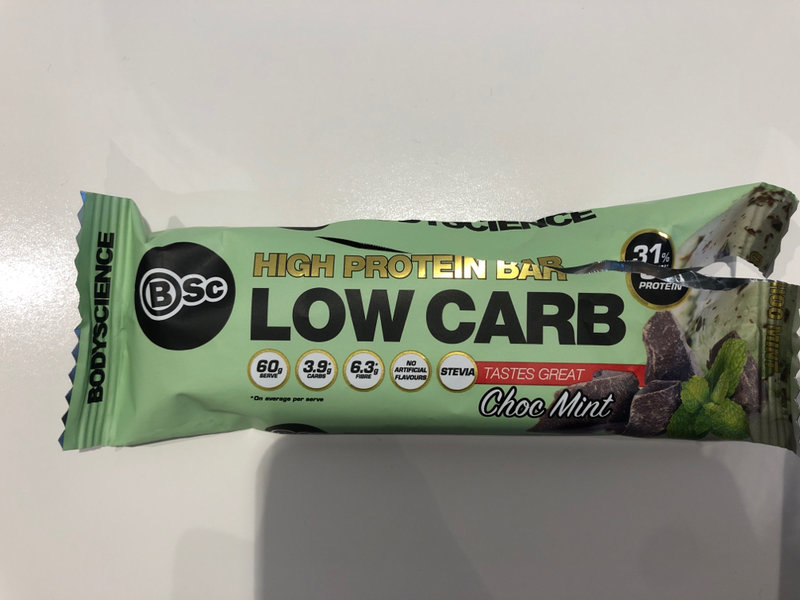 BODYSCIENCE
BSc
HIGH PROTEIN BAR
LOW CARB
60g
SERVE
3.9g*
CARBS
6.3g*
FIBRE
NO
ARTIFICIAL
FLAVOURS
STEVIA
TASTES GREAT
Choc Mint
*On average per serve
31%
PROTEIN